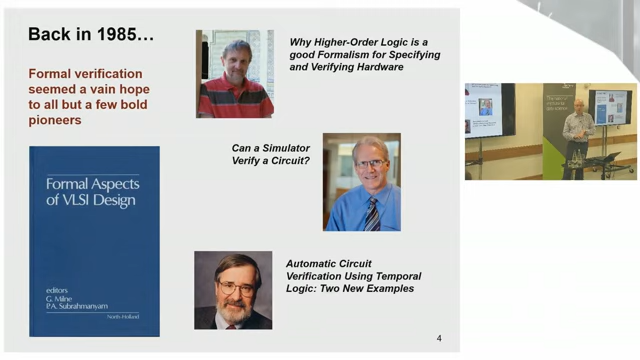 Back in 1985…
Formal verification
seemed a vain hope
to all but a few bold
pioneers
Formal Aspects
of VLSI Design
editors
G. Milne
P.A. Subrahmanyam
North-Holland
Why Higher-Order Logic is a
good Formalism for Specifying
and Verifying Hardware
Can a Simulator
Verify a Circuit?
Automatic Circuit
Verification Using Temporal
Logic: Two New Examples
4